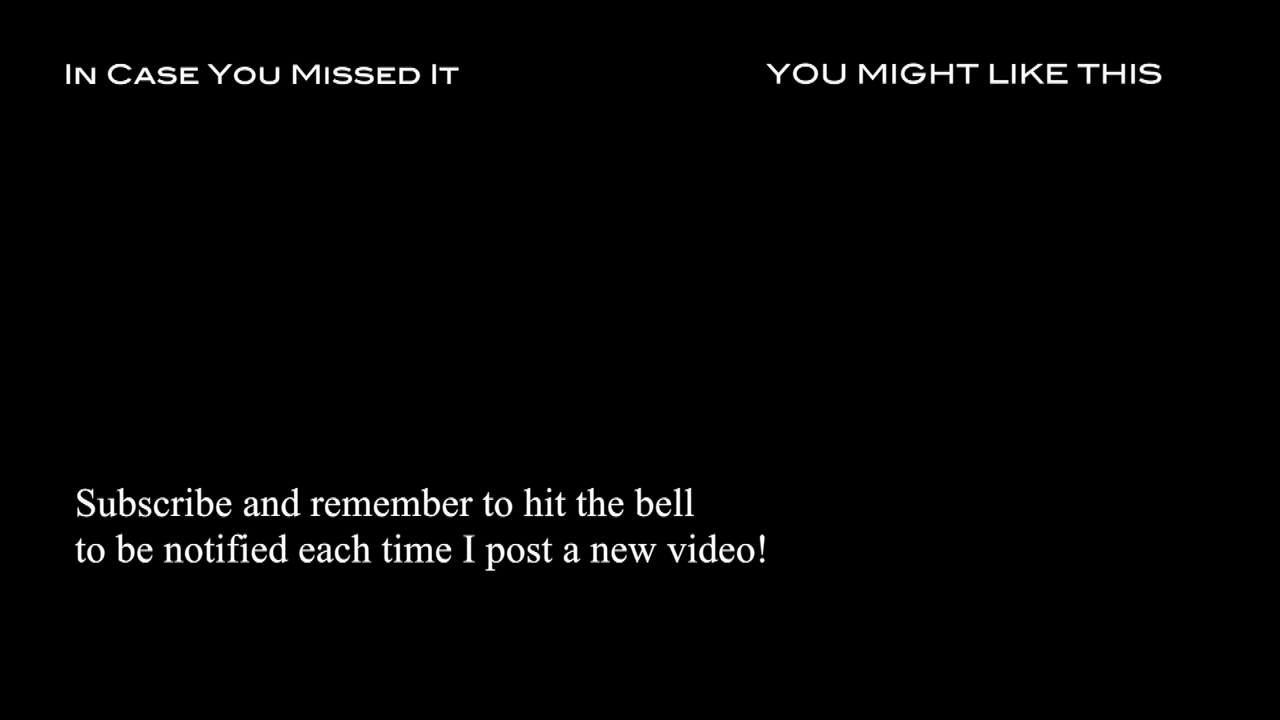 In Case You Missed It
YOU MIGHT LIKE THIS
Subscribe and remember to hit the bell
to be notified each time I post a new video!